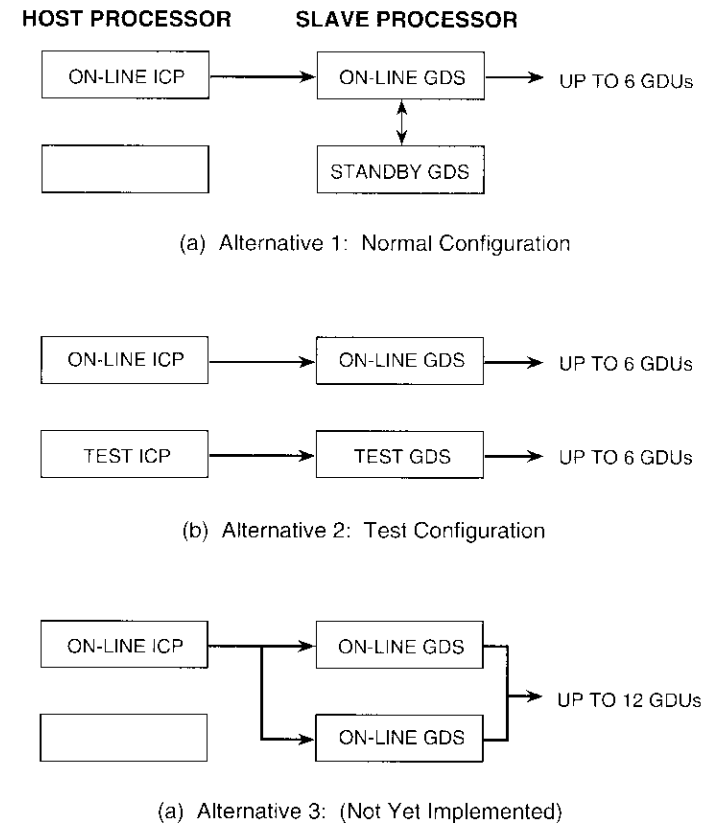 HOST PROCESSOR SLAVE PROCESSOR
ON-LINE ICP ON-LINE GDS UP TO 6 GDUs
STANDBY GDS
(a) Alternative 1: Normal Configuration
ON-LINE ICP ON-LINE GDS UP TO 6 GDUs
TEST ICP TEST GDS UP TO 6 GDUs
(b) Alternative 2: Test Configuration
ON-LINE ICP ON-LINE GDS
UP TO 12 GDUs
ON-LINE GDS
(a) Alternative 3: (Not Yet Implemented)